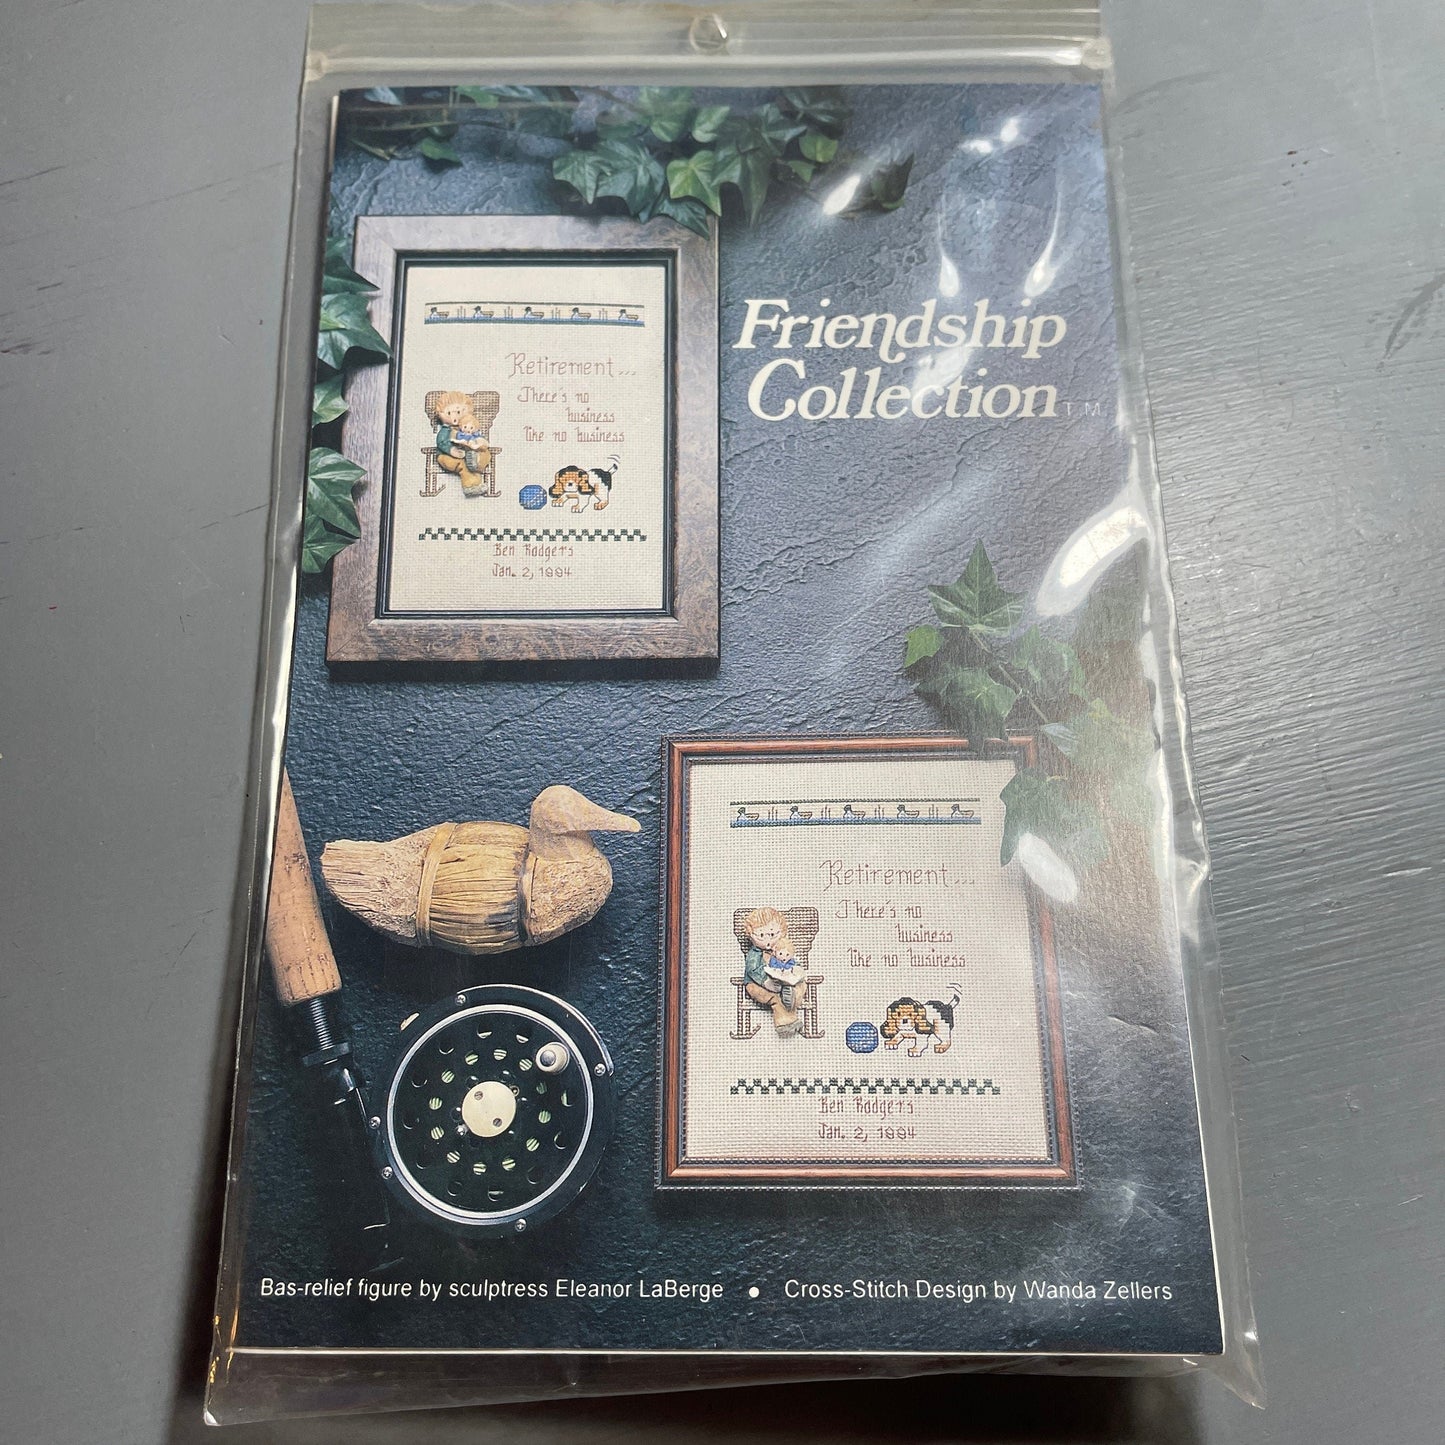 Friendship
Collection T.M.
Retirement...
There's no
business
like no business
Ben Rodgers
Jan. 2, 1994
Retirement...
There's no
business
like no business
Ben Rodgers
Jan. 2, 1994
Bas-relief figure by sculptress Eleanor LaBerge • Cross-Stitch Design by Wanda Zellers